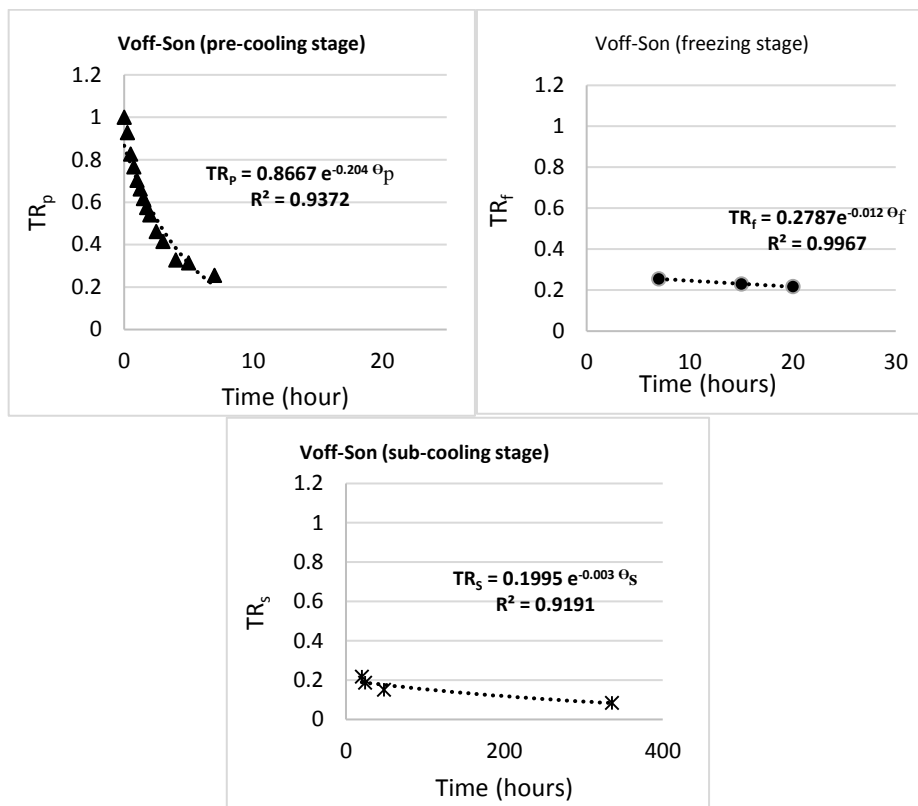 Voff-Son (pre-cooling stage)
1.2
1
0.8
0.6
0.4
0.2
0
TRp
TRP = 0.8667 e-0.204 ϴp
R² = 0.9372
0
10
20
Time (hour)
Voff-Son (freezing stage)
1.2
1
0.8
0.6
0.4
0.2
0
TRf
TRf = 0.2787e-0.012 ϴf
R² = 0.9967
0
10
20
30
Time (hours)
Voff-Son (sub-cooling stage)
1.2
1
0.8
0.6
0.4
0.2
0
TRs
TRS = 0.1995 e-0.003 ϴs
R² = 0.9191
0
200
400
Time (hours)